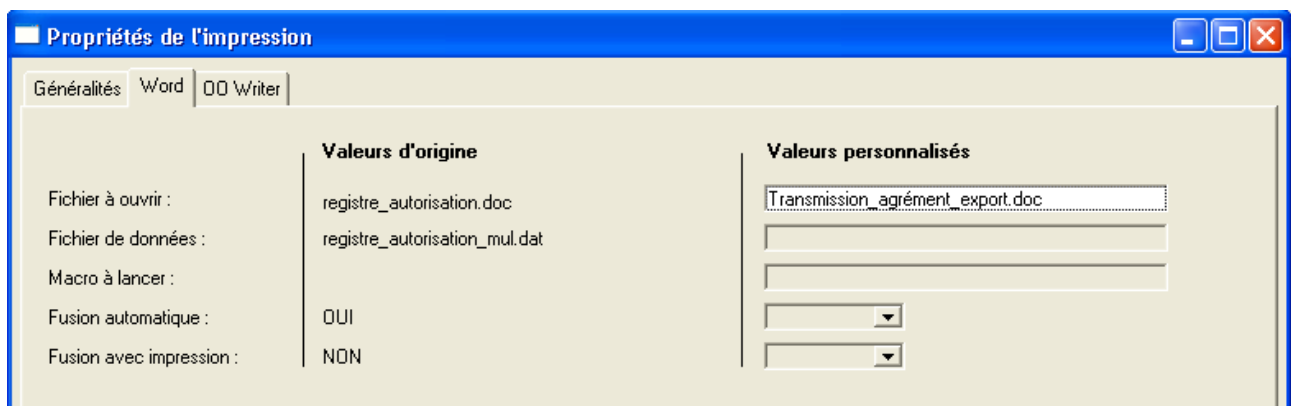 Propriétés de l'impression
Généralités Word OO Writer
Valeurs d'origine Valeurs personnalisés
Fichier à ouvrir : registre_autorisation.doc Transmission_agrément_export.doc
Fichier de données : registre_autorisation_mul.dat
Macro à lancer :
Fusion automatique : OUI
Fusion avec impression : NON